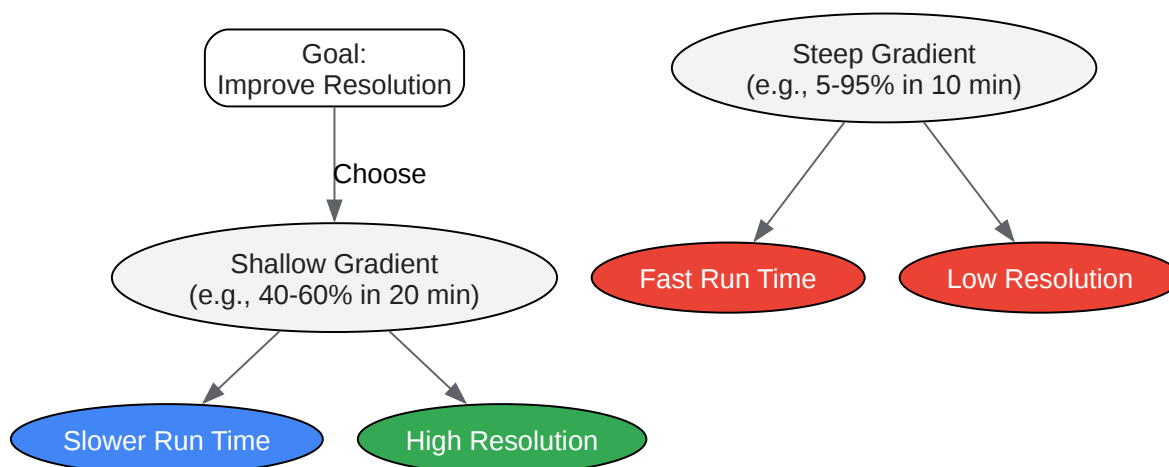 Goal:
Improve Resolution
Steep Gradient
(e.g., 5-95% in 10 min)
Choose
Shallow Gradient
(e.g., 40-60% in 20 min)
Fast Run Time
Low Resolution
Slower Run Time
High Resolution